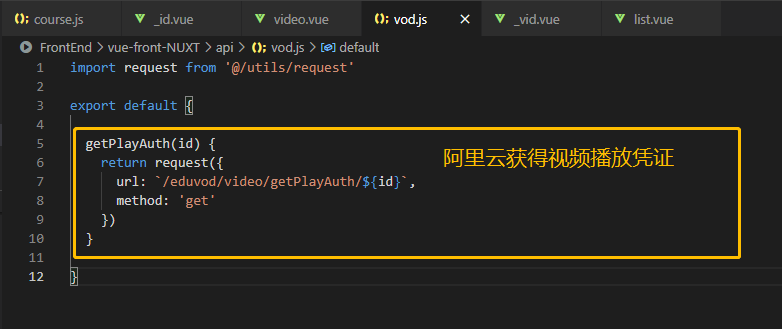 course.js _id.vue video.vue vod.js _vid.vue list.vue
FrontEnd > vue-front-NUXT > api > vod.js > default
1 import request from '@/utils/request'
2
3 export default {
4
5 getPlayAuth(id) {
阿里云获得视频播放凭证
6 return request({
7 url: `/eduvod/video/getPlayAuth/${id}`,
8 method: 'get'
9 })
10 }
11
12 }